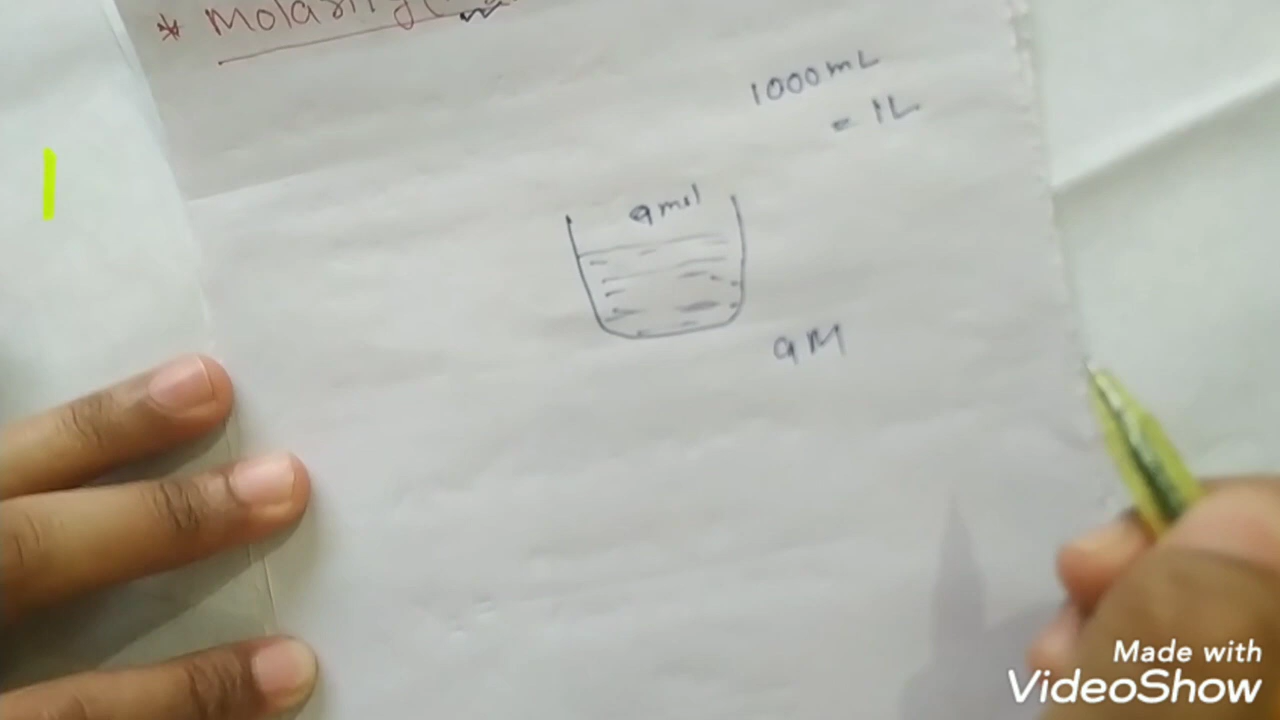 * Molarity (
1000 mL
= 1L
9 mol
9 M
Made with
VideoShow